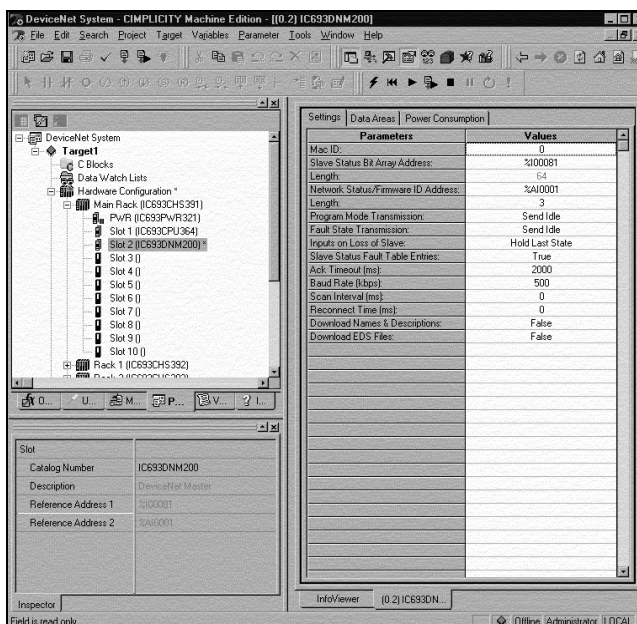 DeviceNet System - CIMPLICITY Machine Edition - [(0.2) IC693DNM200]
File Edit Search Project Target Variables Parameter Tools Window Help
DeviceNet System
Target1
C Blocks
Data Watch Lists
Hardware Configuration *
Main Rack (IC693CHS391)
PWR (IC693PWR321)
Slot 1 (IC693CPU364)
Slot 2 (IC693DNM200) *
Slot 3 ()
Slot 4 ()
Slot 5 ()
Slot 6 ()
Slot 7 ()
Slot 8 ()
Slot 9 ()
Slot 10 ()
Rack 1 (IC693CHS392)
O... U... M... P... V... I...
Slot
Catalog Number IC693DNM200
Description DeviceNet Master
Reference Address 1 %I00081
Reference Address 2 %AI0001
Inspector
Settings Data Areas Power Consumption
Parameters Values
Mac ID: 0
Slave Status Bit Array Address: %I00081
Length: 64
Network Status/Firmware ID Address: %AI0001
Length: 3
Program Mode Transmission: Send Idle
Fault State Transmission: Send Idle
Inputs on Loss of Slave: Hold Last State
Slave Status Fault Table Entries: True
Ack Timeout (ms): 2000
Baud Rate (kbps): 500
Scan Interval (ms): 0
Reconnect Time (ms): 0
Download Names & Descriptions: False
Download EDS Files: False
InfoViewer (0.2) IC693DN...
Field is read only Offline Administrator LOCAL